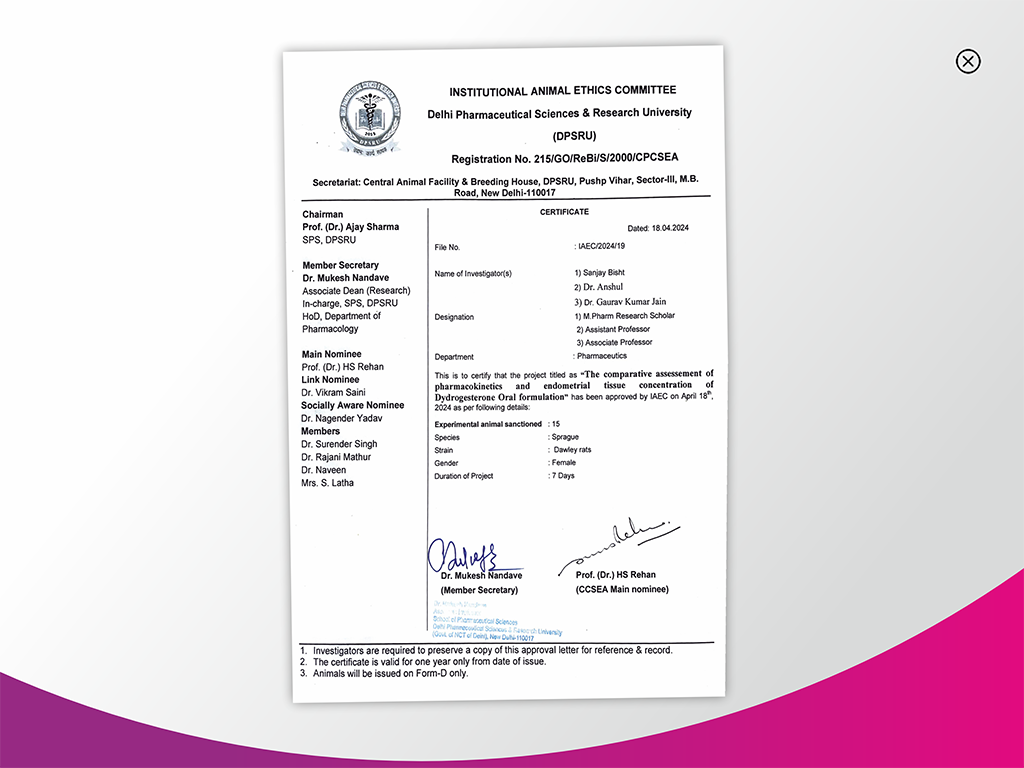 INSTITUTIONAL ANIMAL ETHICS COMMITTEE
Delhi Pharmaceutical Sciences & Research University
(DPSRU)
Registration No. 215/GO/ReBi/S/2000/CPCSEA
Secretariat: Central Animal Facility & Breeding House, DPSRU, Pushp Vihar, Sector-III, M.B.
Road, New Delhi-110017
DPSRU
2015
Chairman
Prof. (Dr.) Ajay Sharma
SPS, DPSRU
Member Secretary
Dr. Mukesh Nandave
Associate Dean (Research)
In-charge, SPS, DPSRU
HoD, Department of
Pharmacology
Main Nominee
Prof. (Dr.) HS Rehan
Link Nominee
Dr. Vikram Saini
Socially Aware Nominee
Dr. Nagender Yadav
Members
Dr. Surender Singh
Dr. Rajani Mathur
Dr. Naveen
Mrs. S. Latha
CERTIFICATE
Dated: 18.04.2024
File No. : IAEC/2024/19
Name of Investigator(s) 1) Sanjay Bisht
2) Dr. Anshul
3) Dr. Gaurav Kumar Jain
Designation 1) M.Pharm Research Scholar
2) Assistant Professor
3) Associate Professor
Department : Pharmaceutics
This is to certify that the project titled as "The comparative assessement of
pharmacokinetics and endometrial tissue concentration of
Dydrogesterone Oral formulation" has been approved by IAEC on April 18th,
2024 as per following details:
Experimental animal sanctioned : 15
Species : Sprague
Strain : Dawley rats
Gender : Female
Duration of Project : 7 Days
Dr. Mukesh Nandave
(Member Secretary)
Prof. (Dr.) HS Rehan
(CCSEA Main nominee)
School of Pharmaceutical Sciences
Delhi Pharmaceutical Sciences & Research University
(Govt. of NCT of Delhi), New Delhi-110017
1. Investigators are required to preserve a copy of this approval letter for reference & record.
2. The certificate is valid for one year only from date of issue.
3. Animals will be issued on Form-D only.